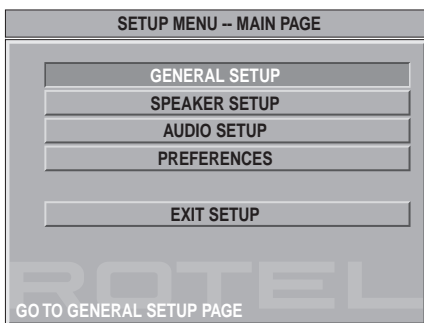 SETUP MENU -- MAIN PAGE
GENERAL SETUP
SPEAKER SETUP
AUDIO SETUP
PREFERENCES
EXIT SETUP
ROTEL
GO TO GENERAL SETUP PAGE